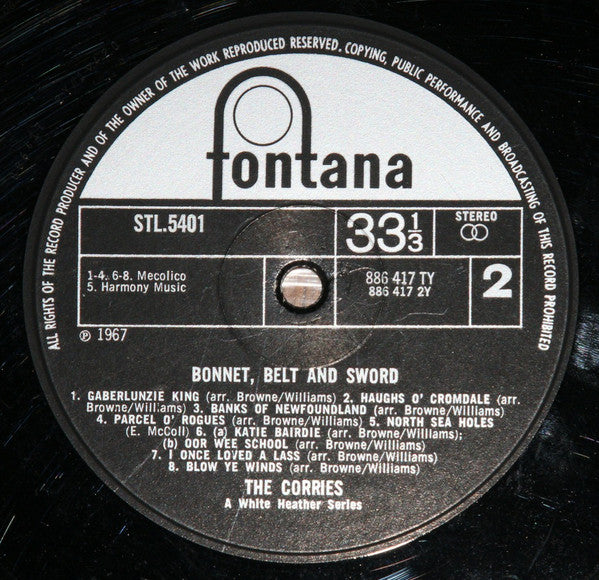 ALL RIGHTS OF THE RECORD PRODUCER AND OF THE OWNER OF THE WORK REPRODUCED RESERVED. COPYING, PUBLIC PERFORMANCE AND BROADCASTING OF THIS RECORD PROHIBITED
fontana
STL.5401
33 1/3
STEREO
1-4. 6-8. Mecolico
5. Harmony Music
886 417 TY
886 417 2Y
2
℗ 1967
BONNET, BELT AND SWORD
1. GABERLUNZIE KING (arr. Browne/Williams) 2. HAUGHS O' CROMDALE (arr.
Browne/Williams) 3. BANKS OF NEWFOUNDLAND (arr. Browne/Williams)
4. PARCEL O' ROGUES (arr. Browne/Williams) 5. NORTH SEA HOLES
(E. McColl) 6. (a) KATIE BAIRDIE (arr. Browne/Williams);
(b) OOR WEE SCHOOL (arr. Browne/Williams)
7. I ONCE LOVED A LASS (arr. Browne/Williams)
8. BLOW YE WINDS (arr. Browne/Williams)
THE CORRIES
A White Heather Series